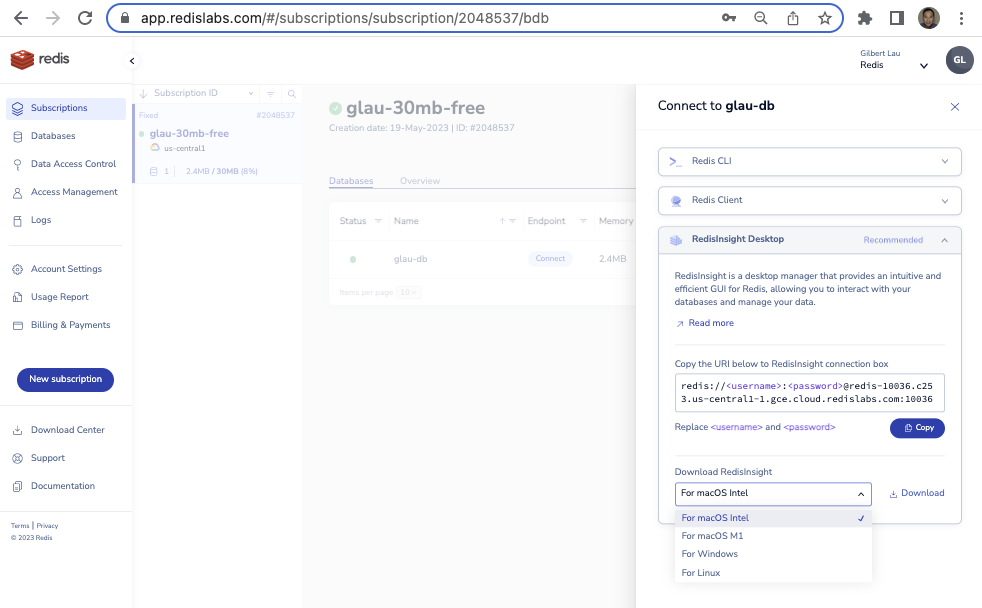 app.redislabs.com/#/subscriptions/subscription/2048537/bdb
redis
Gilbert Lau
Redis
GL
Subscriptions
Databases
Data Access Control
Access Management
Logs
Account Settings
Usage Report
Billing & Payments
New subscription
Download Center
Support
Documentation
Terms | Privacy
© 2023 Redis
Subscription ID
Fixed #2048537
glau-30mb-free
us-central1
1 2.4MB / 30MB (8%)
glau-30mb-free
Creation date: 19-May-2023 | ID: #2048537
Databases Overview
Status Name Endpoint Memory
glau-db Connect 2.4MB
Items per page 10
Connect to glau-db
Redis CLI
Redis Client
RedisInsight Desktop Recommended
RedisInsight is a desktop manager that provides an intuitive and
efficient GUI for Redis, allowing you to interact with your
databases and manage your data.
Read more
Copy the URI below to RedisInsight connection box
redis://<username>:<password>@redis-10036.c25
3.us-central1-1.gce.cloud.redislabs.com:10036
Replace <username> and <password>
Copy
Download RedisInsight
For macOS Intel
Download
For macOS Intel
For macOS M1
For Windows
For Linux